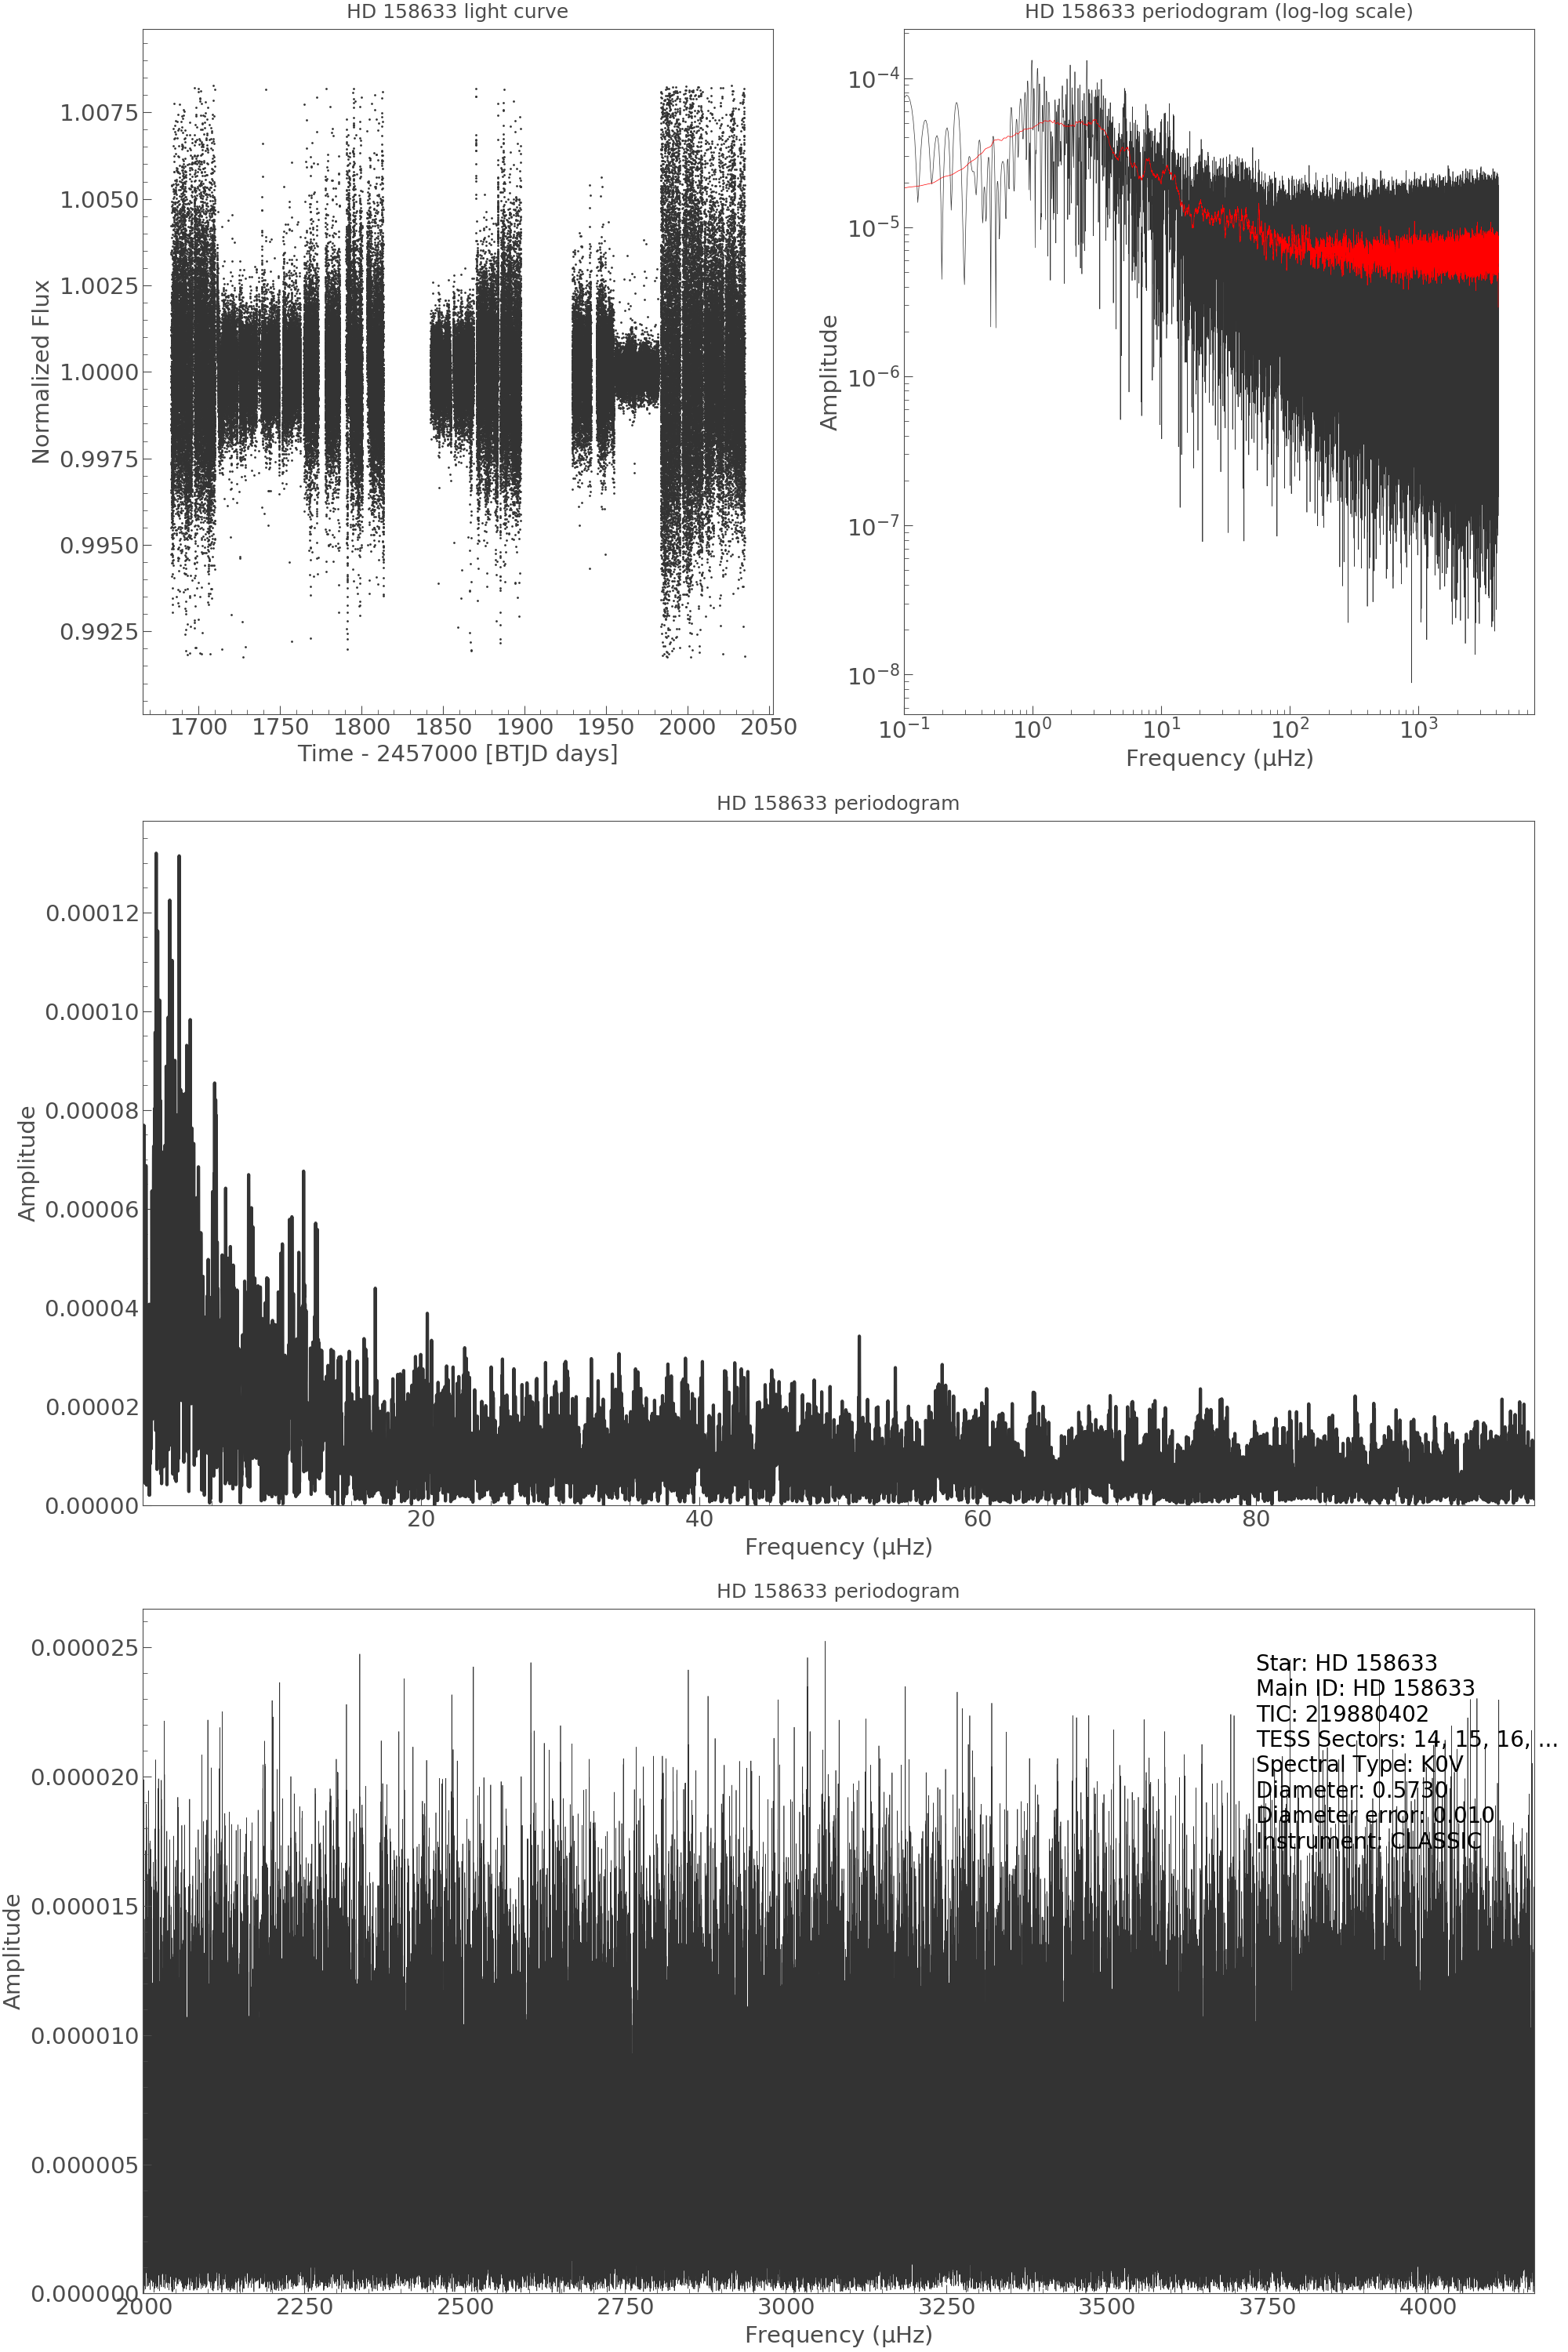 HD 158633 light curve
1.0075
1.0050
1.0025
1.0000
0.9975
0.9950
0.9925
Normalized Flux
1700 1750 1800 1850 1900 1950 2000 2050
Time - 2457000 [BTJD days]
HD 158633 periodogram (log-log scale)
10⁻⁴
10⁻⁵
10⁻⁶
10⁻⁷
10⁻⁸
Amplitude
10⁻¹ 10⁰ 10¹ 10² 10³
Frequency (µHz)
HD 158633 periodogram
0.00012
0.00010
0.00008
0.00006
0.00004
0.00002
0.00000
Amplitude
20 40 60 80
Frequency (µHz)
HD 158633 periodogram
0.000025
0.000020
0.000015
0.000010
0.000005
0.000000
Amplitude
Star: HD 158633
Main ID: HD 158633
TIC: 219880402
TESS Sectors: 14, 15, 16, ...
Spectral Type: K0V
Diameter: 0.5730
Diameter error: 0.010
Instrument: CLASSIC
2000 2250 2500 2750 3000 3250 3500 3750 4000
Frequency (µHz)